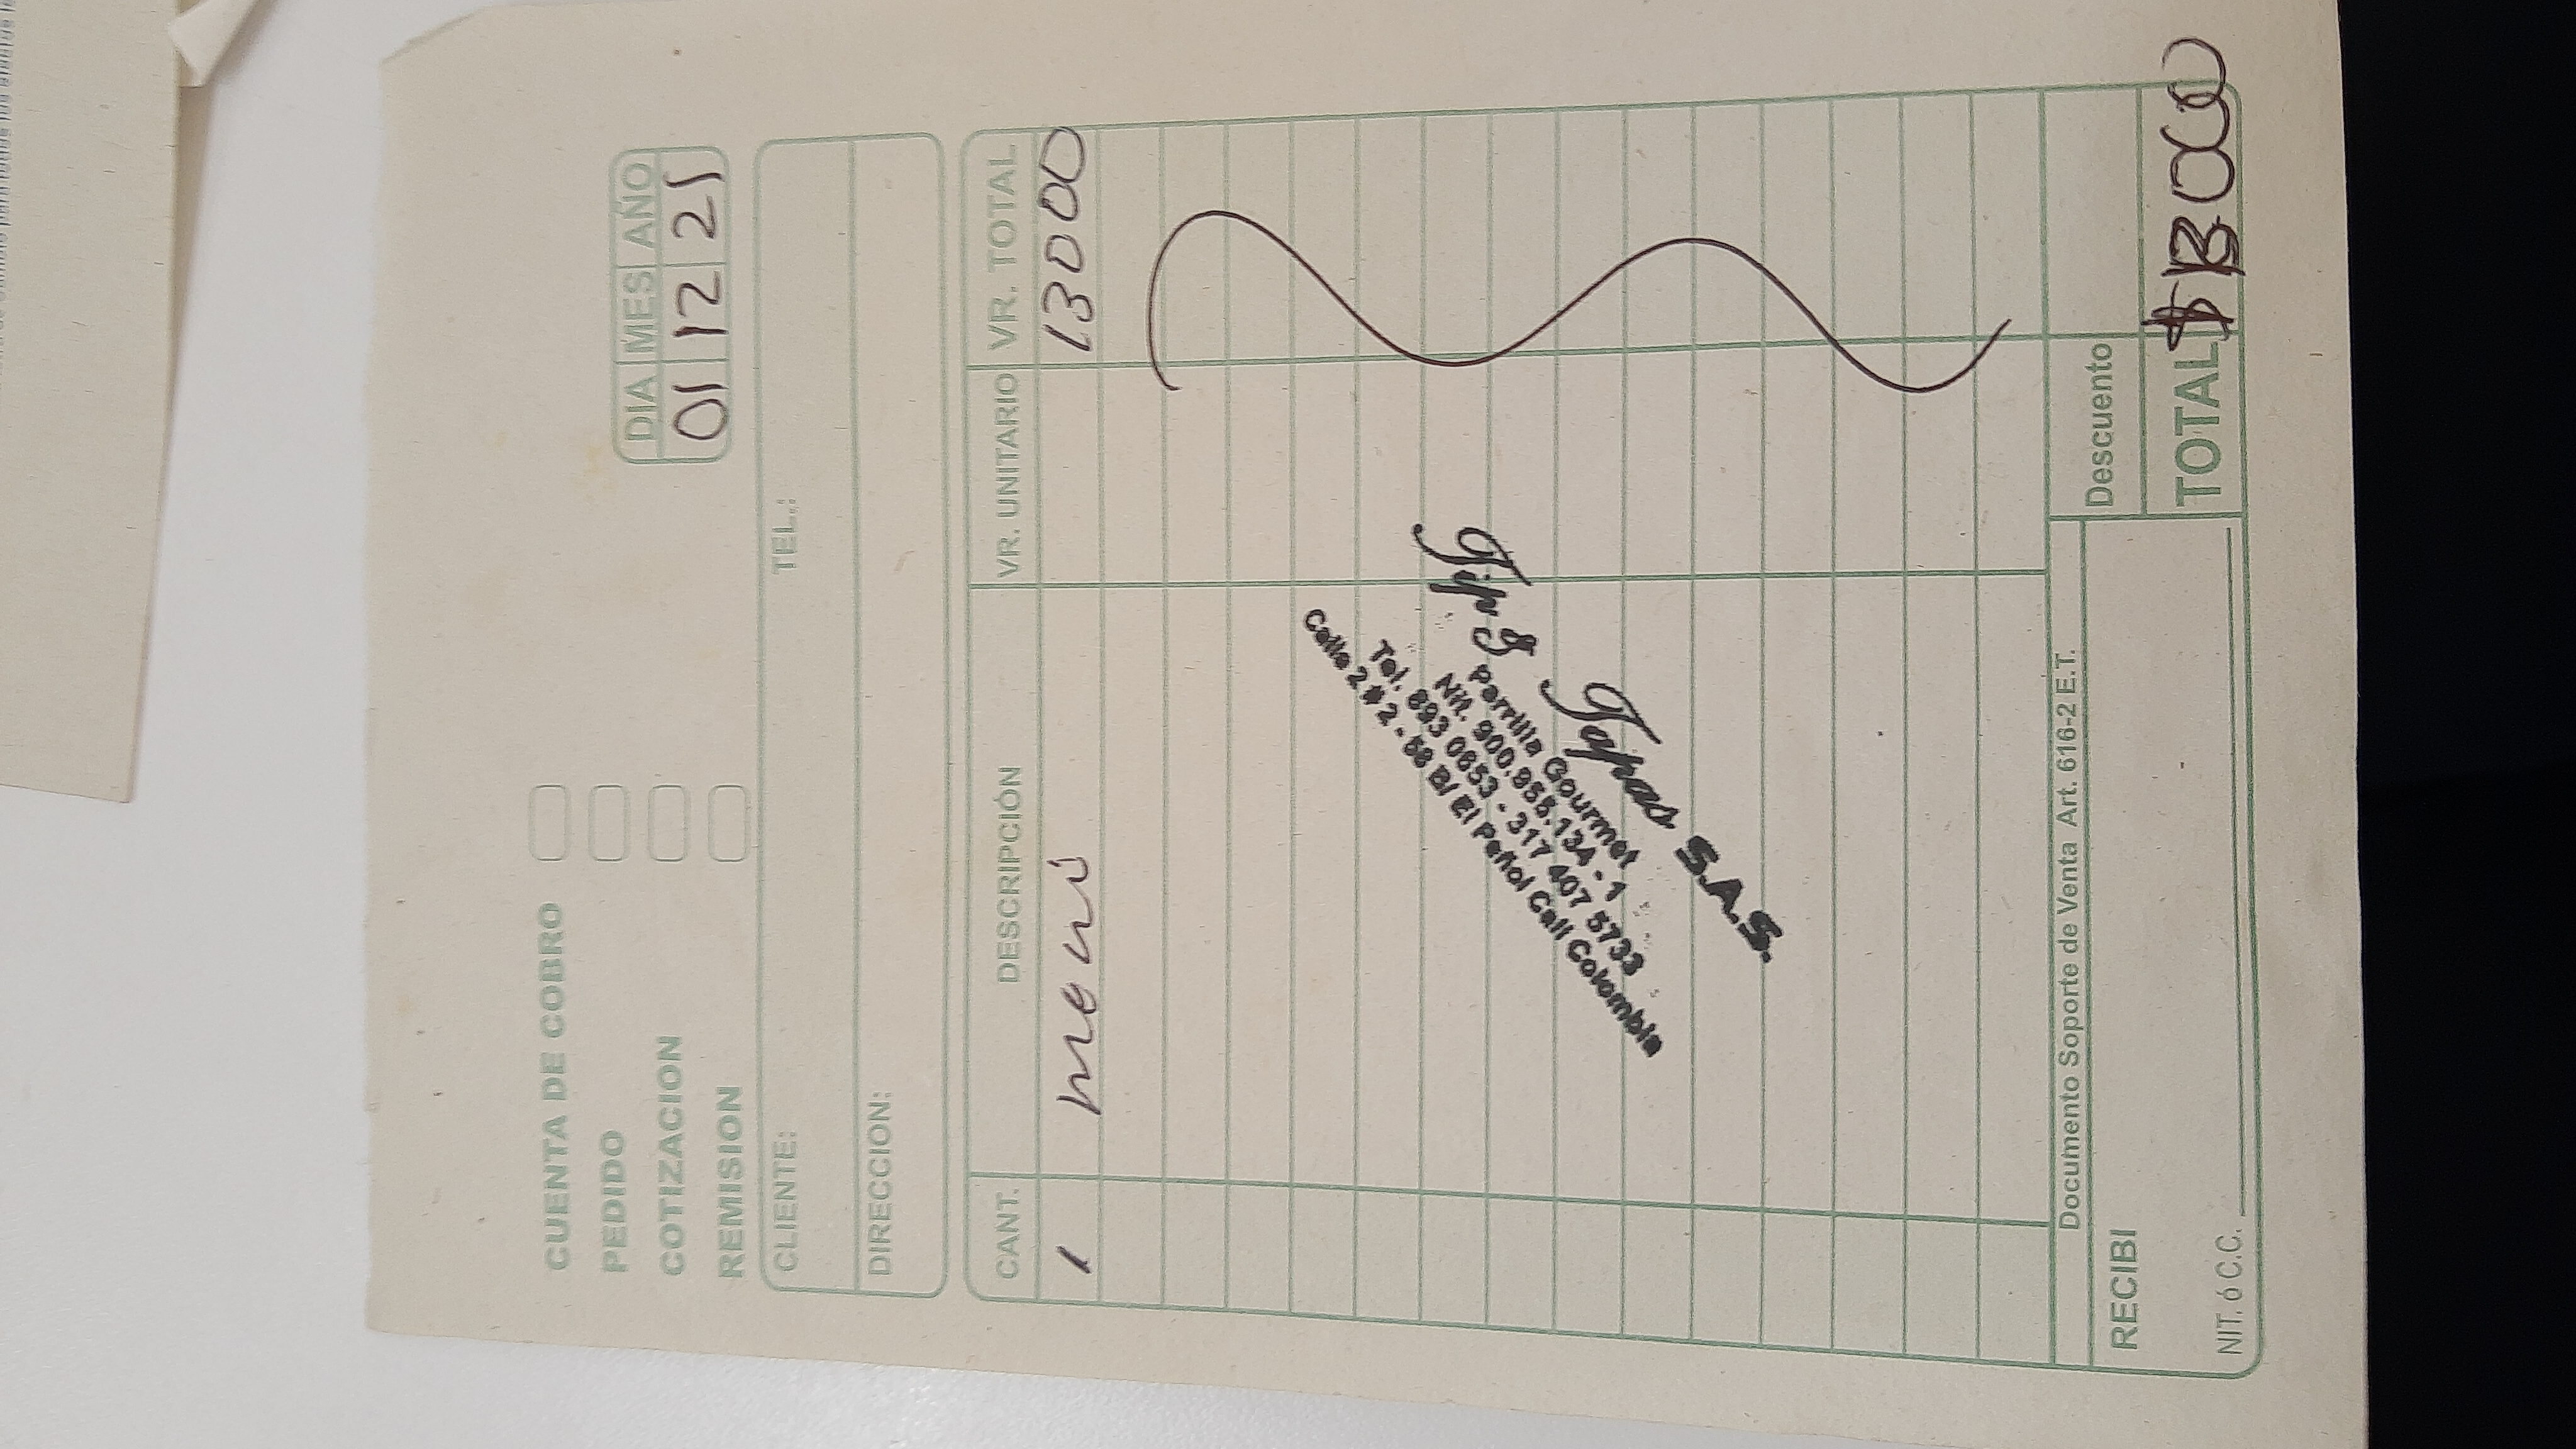 CUENTA DE COBRO
PEDIDO
COTIZACION
REMISION
DIA MES AÑO
01 12 25
CLIENTE: TEL.:
DIRECCION:
CANT. DESCRIPCIÓN VR. UNITARIO VR. TOTAL
1 menú 13000
Tip's Tapas S.A.S.
Parrilla Gourmet
Nit. 900.955.134 - 1
Tel. 893 0653 - 317 407 5733
Calle 2 # 2 - 58 B/ El Peñol Cali Colombia
Documento Soporte de Venta Art. 616-2 E.T.
RECIBI
Descuento
NIT. ó C.C.
TOTAL $13000